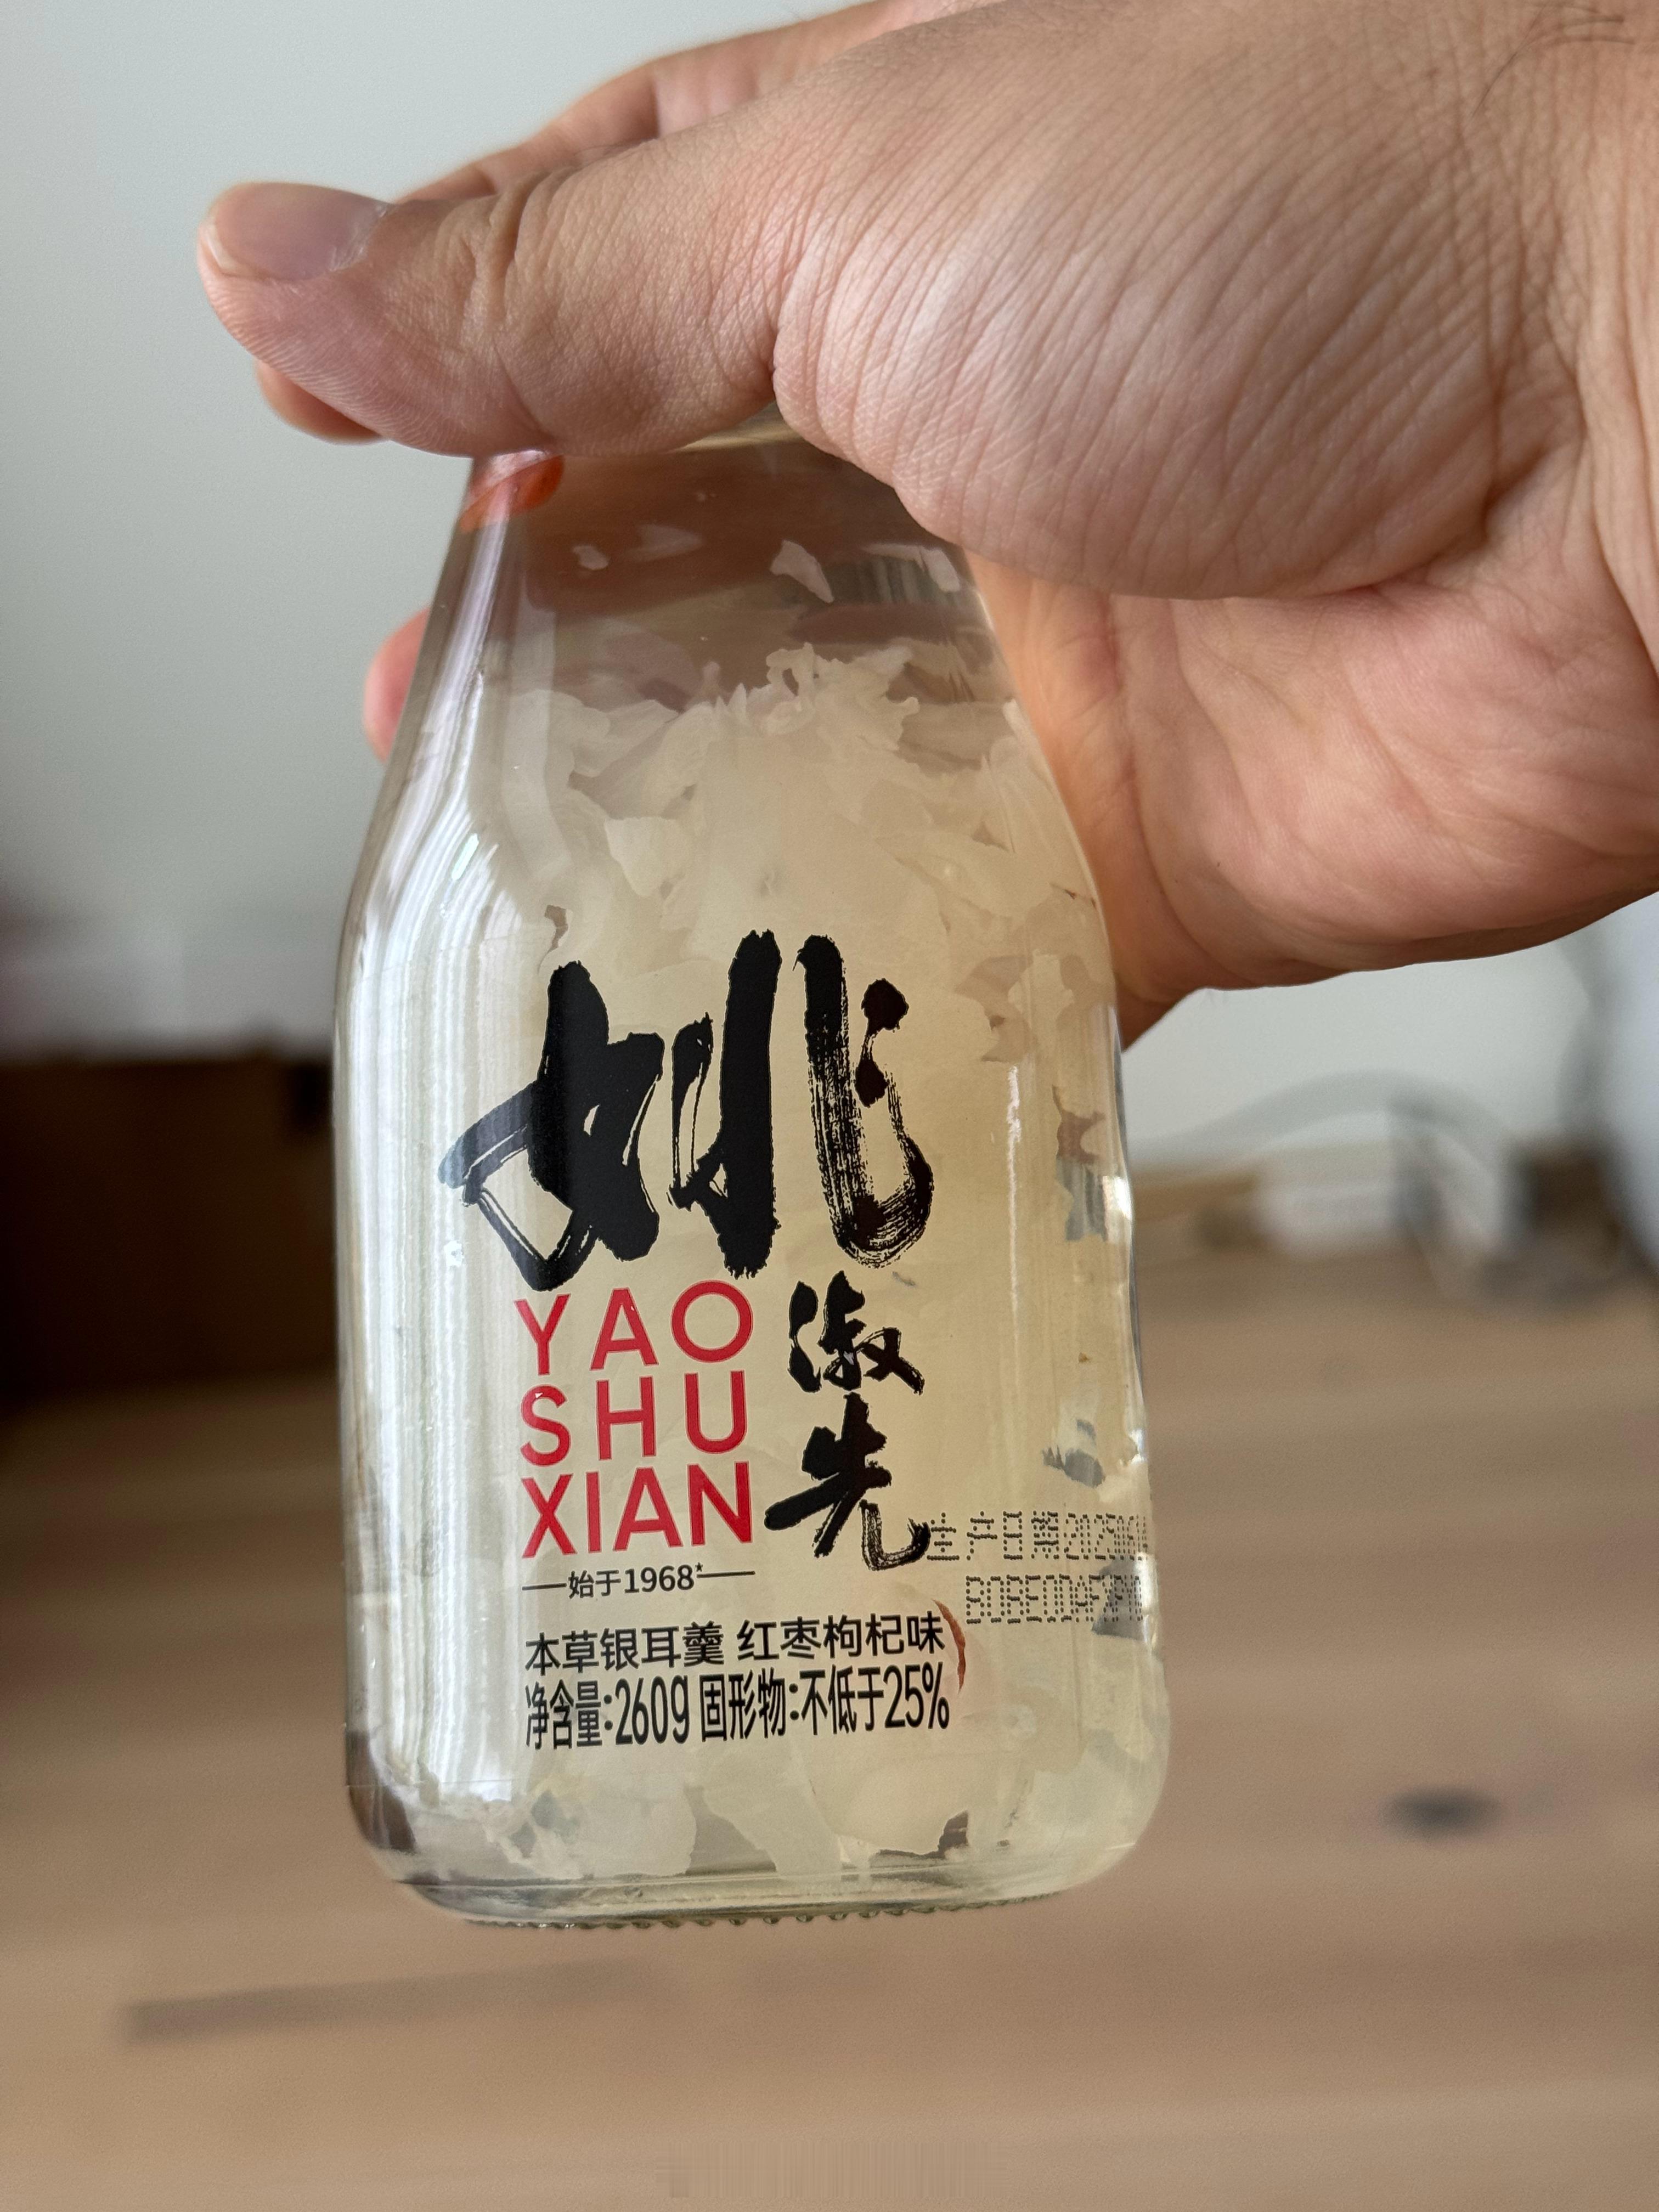 姚
淑
先
YAO
SHU
XIAN
始于1968*
本草银耳羹 红枣枸杞味
净含量:260g 固形物:不低于25%
生产日期